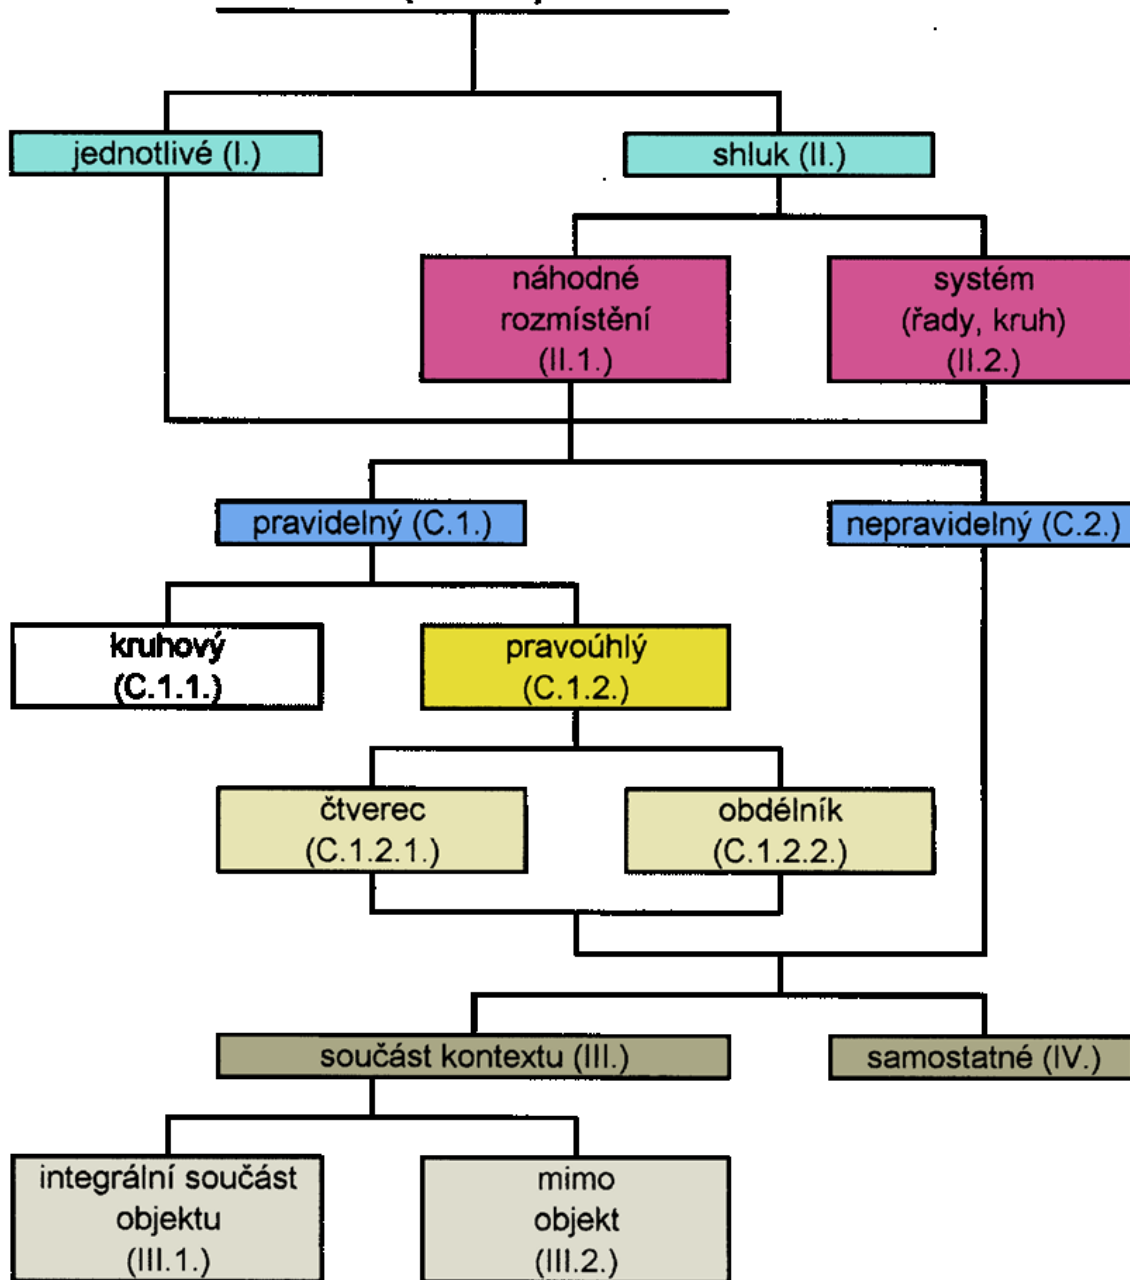 jednotlivé (I.)
shluk (II.)
náhodné
rozmístění
(II.1.)
systém
(řady, kruh)
(II.2.)
pravidelný (C.1.)
nepravidelný (C.2.)
kruhový
(C.1.1.)
pravoúhlý
(C.1.2.)
čtverec
(C.1.2.1.)
obdélník
(C.1.2.2.)
součást kontextu (III.)
samostatné (IV.)
integrální součást
objektu
(III.1.)
mimo
objekt
(III.2.)